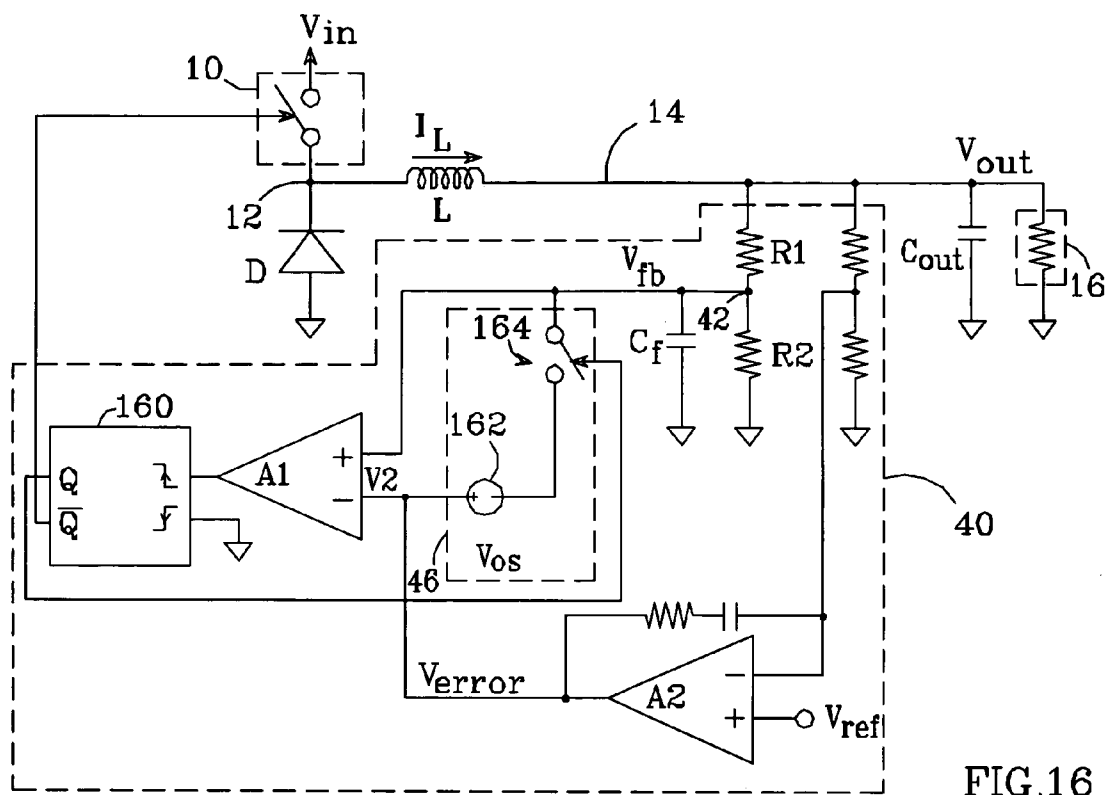 Vin
10
14
IL
Vout
L
12
D
Vfb
R1
Cout
16
42
164
Cf
R2
160
162
A1
+
V2
−
Q
Q̅
+
−
40
46
Vos
Verror
A2
−
+
Vref
FIG.16